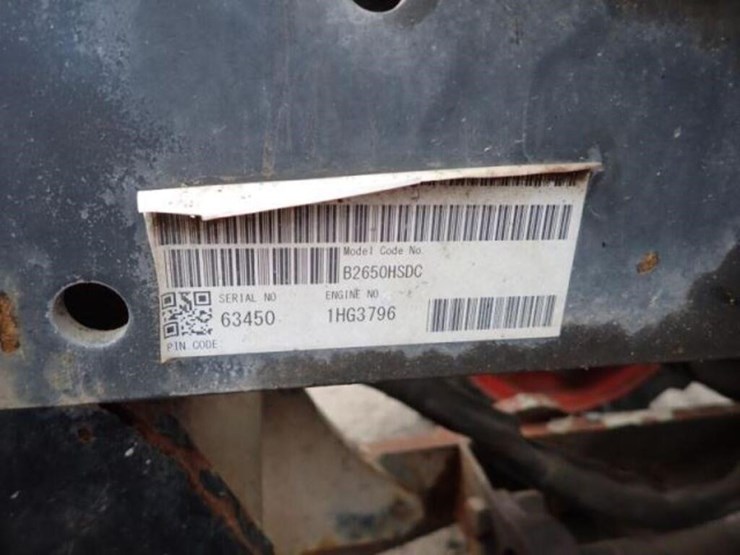 Model Code No
B2650HSDC
SERIAL NO
ENGINE NO
63450
1HG3796
PIN CODE